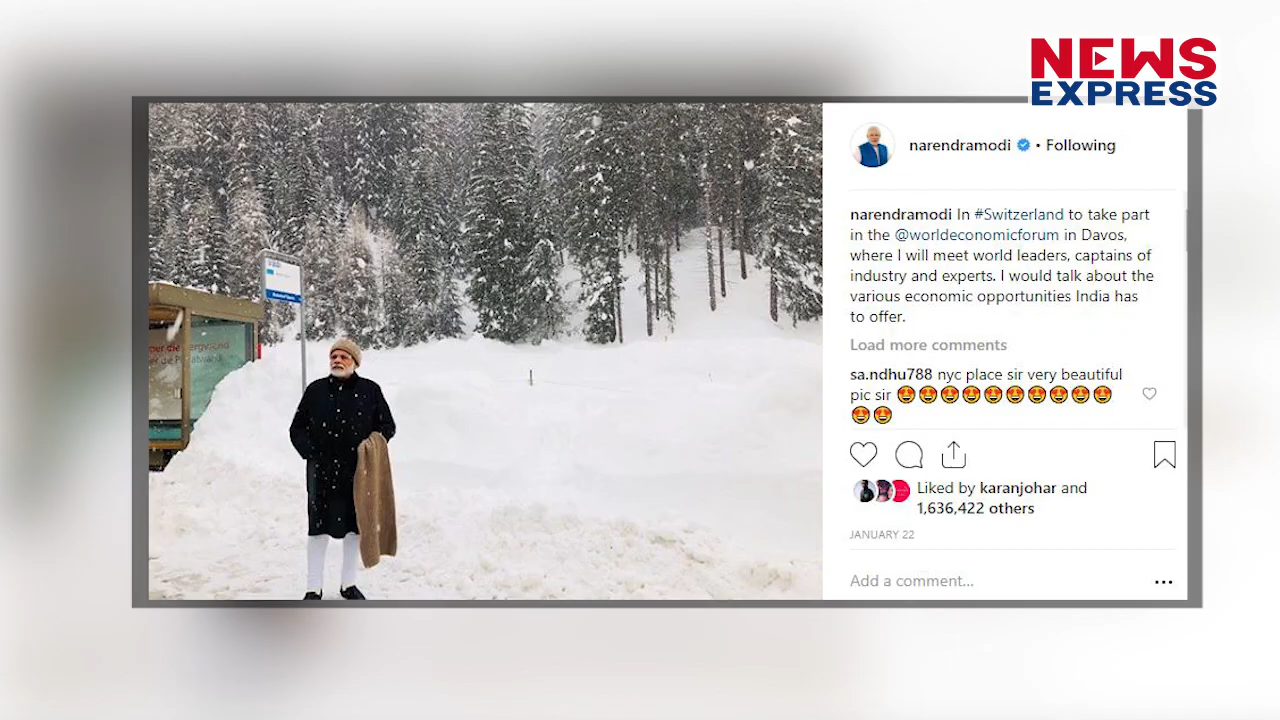 NEWS
EXPRESS
narendramodi • Following
narendramodi In #Switzerland to take part
in the @worldeconomicforum in Davos,
where I will meet world leaders, captains of
industry and experts. I would talk about the
various economic opportunities India has
to offer.
Load more comments
sa.ndhu788 nyc place sir very beautiful
pic sir 🤩🤩🤩🤩🤩🤩🤩🤩🤩🤩
🤩🤩
Liked by karanjohar and
1,636,422 others
JANUARY 22
Add a comment...